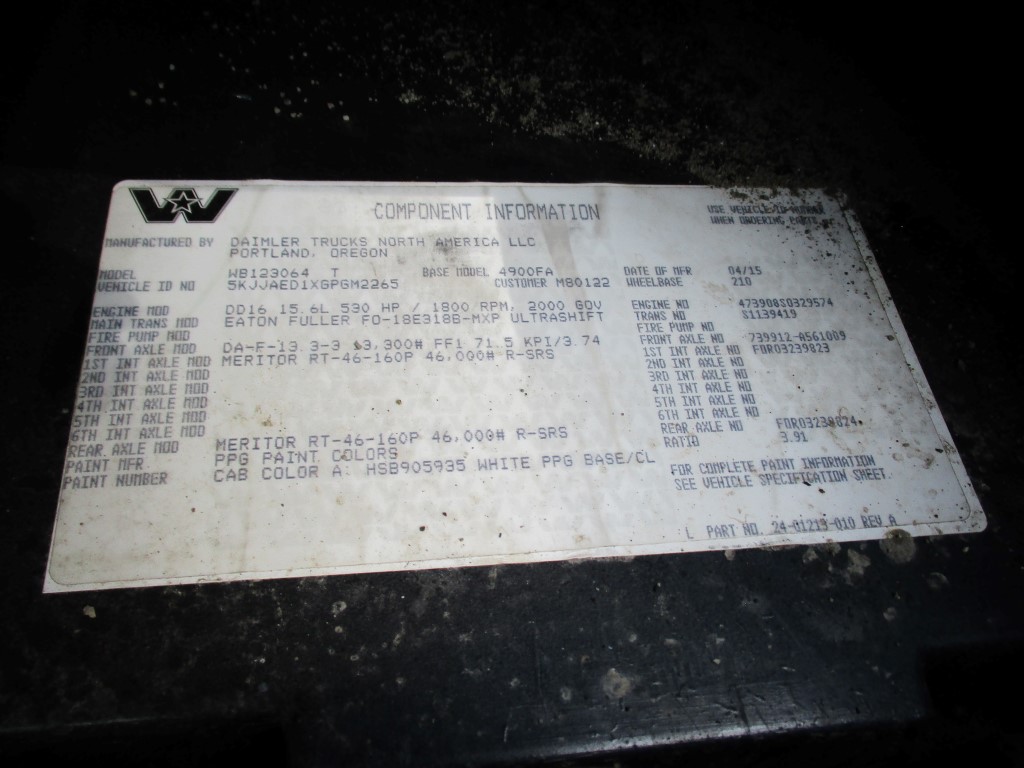 COMPONENT INFORMATION
USE VEHICLE ID NUMBER
WHEN ORDERING PARTS
MANUFACTURED BY DAIMLER TRUCKS NORTH AMERICA LLC
PORTLAND, OREGON
MODEL WB123064 T BASE MODEL 4900FA DATE OF MFR 04/15
VEHICLE ID NO 5KJJAED1XGPGM2265 CUSTOMER M80122 WHEELBASE 210
ENGINE MOD DD16 15.6L 530 HP / 1800 RPM, 2000 GOV ENGINE NO 473908S0329574
MAIN TRANS MOD EATON FULLER FO-18E318B-MXP ULTRASHIFT TRANS NO S1139419
FIRE PUMP MOD FIRE PUMP NO
FRONT AXLE MOD DA-F-13.3-3 13,300# FF1 71.5 KPI/3.74 FRONT AXLE NO 739912-A561009
1ST INT AXLE MOD MERITOR RT-46-160P 46,000# R-SRS 1ST INT AXLE NO FDR03239823
2ND INT AXLE MOD 2ND INT AXLE NO
3RD INT AXLE MOD 3RD INT AXLE NO
4TH INT AXLE MOD 4TH INT AXLE NO
5TH INT AXLE MOD 5TH INT AXLE NO
6TH INT AXLE MOD 6TH INT AXLE NO
REAR AXLE MOD MERITOR RT-46-160P 46,000# R-SRS REAR AXLE NO FDR03238824
PAINT MFR PPG PAINT COLORS RATIO 3.91
PAINT NUMBER CAB COLOR A: HSB905935 WHITE PPG BASE/CL
FOR COMPLETE PAINT INFORMATION
SEE VEHICLE SPECIFICATION SHEET.
L PART NO. 24-01213-010 REV A